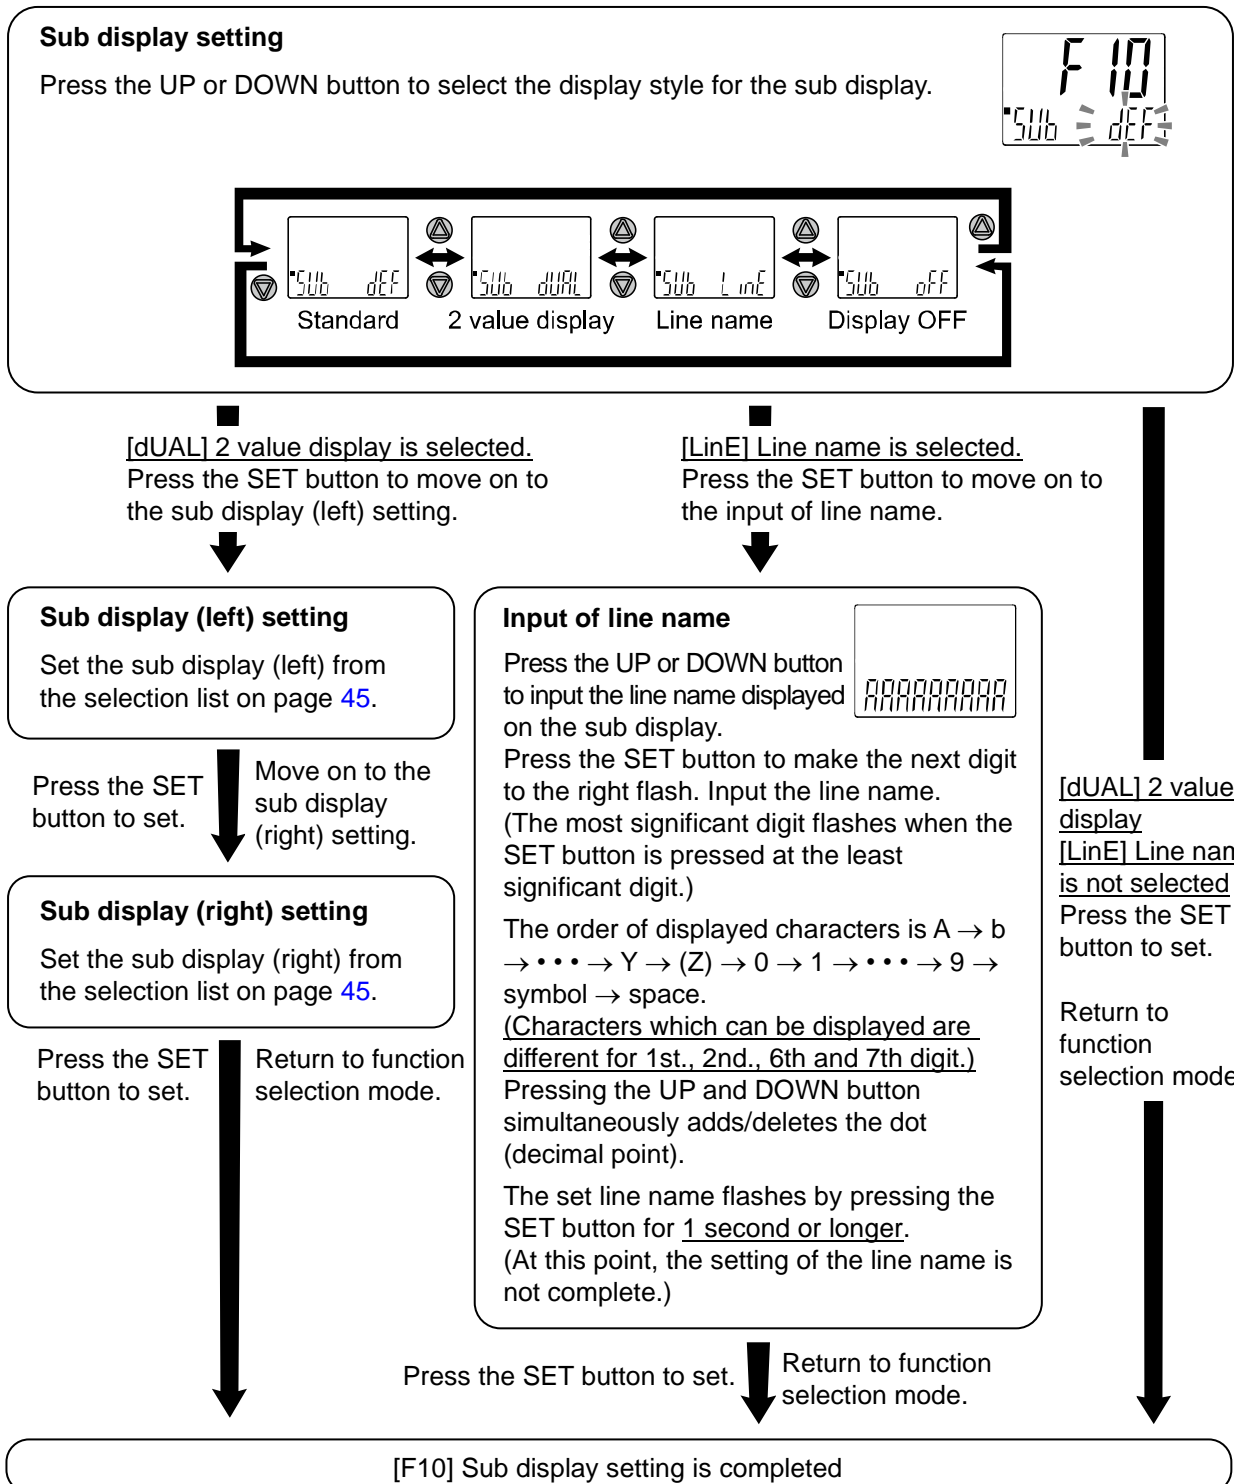 Sub display setting
Press the UP or DOWN button to select the display style for the sub display.
F 10
SUb dEF
SUb dEF
SUb dUAL
SUb LinE
SUb oFF
Standard
2 value display
Line name
Display OFF
[dUAL] 2 value display is selected.
Press the SET button to move on to
the sub display (left) setting.
[LinE] Line name is selected.
Press the SET button to move on to
the input of line name.
Sub display (left) setting
Set the sub display (left) from
the selection list on page 45.
Press the SET
button to set.
Move on to the
sub display
(right) setting.
Sub display (right) setting
Set the sub display (right) from
the selection list on page 45.
Press the SET
button to set.
Return to function
selection mode.
Input of line name
Press the UP or DOWN button
to input the line name displayed
on the sub display.
AAAAAAAAA
Press the SET button to make the next digit
to the right flash. Input the line name.
(The most significant digit flashes when the
SET button is pressed at the least
significant digit.)
The order of displayed characters is A → b
→ • • • → Y → (Z) → 0 → 1 → • • • → 9 →
symbol → space.
(Characters which can be displayed are
different for 1st., 2nd., 6th and 7th digit.)
Pressing the UP and DOWN button
simultaneously adds/deletes the dot
(decimal point).
The set line name flashes by pressing the
SET button for 1 second or longer.
(At this point, the setting of the line name is
not complete.)
Press the SET button to set.
Return to function
selection mode.
[dUAL] 2 value
display
[LinE] Line nam
is not selected
Press the SET
button to set.
Return to
function
selection mode
[F10] Sub display setting is completed